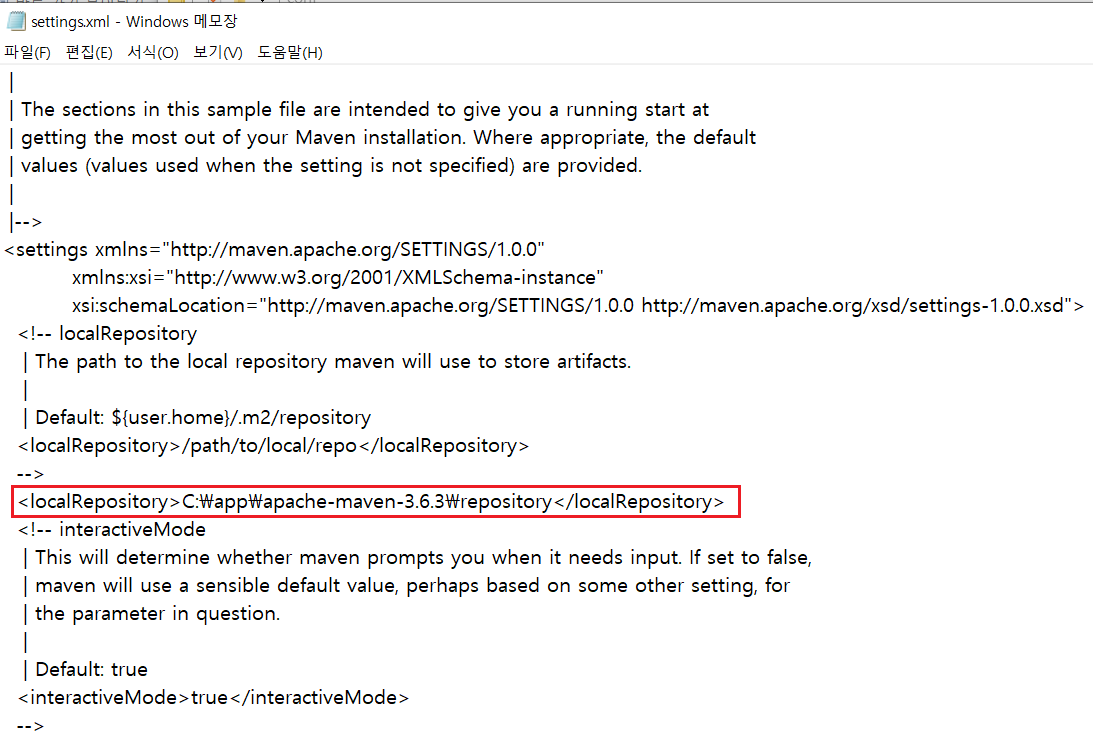 settings.xml - Windows 메모장
파일(F) 편집(E) 서식(O) 보기(V) 도움말(H)
|
| The sections in this sample file are intended to give you a running start at
| getting the most out of your Maven installation. Where appropriate, the default
| values (values used when the setting is not specified) are provided.
|
|-->
<settings xmlns="http://maven.apache.org/SETTINGS/1.0.0"
xmlns:xsi="http://www.w3.org/2001/XMLSchema-instance"
xsi:schemaLocation="http://maven.apache.org/SETTINGS/1.0.0 http://maven.apache.org/xsd/settings-1.0.0.xsd">
<!-- localRepository
| The path to the local repository maven will use to store artifacts.
|
| Default: ${user.home}/.m2/repository
<localRepository>/path/to/local/repo</localRepository>
-->
<localRepository>C:₩app₩apache-maven-3.6.3₩repository</localRepository>
<!-- interactiveMode
| This will determine whether maven prompts you when it needs input. If set to false,
| maven will use a sensible default value, perhaps based on some other setting, for
| the parameter in question.
|
| Default: true
<interactiveMode>true</interactiveMode>
-->